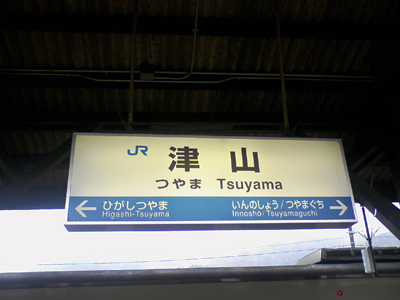 JR 津山
つやま Tsuyama
← ひがしつやま いんのしょう/つやまぐち →
Higashi-Tsuyama Innoshō/Tsuyamaguchi